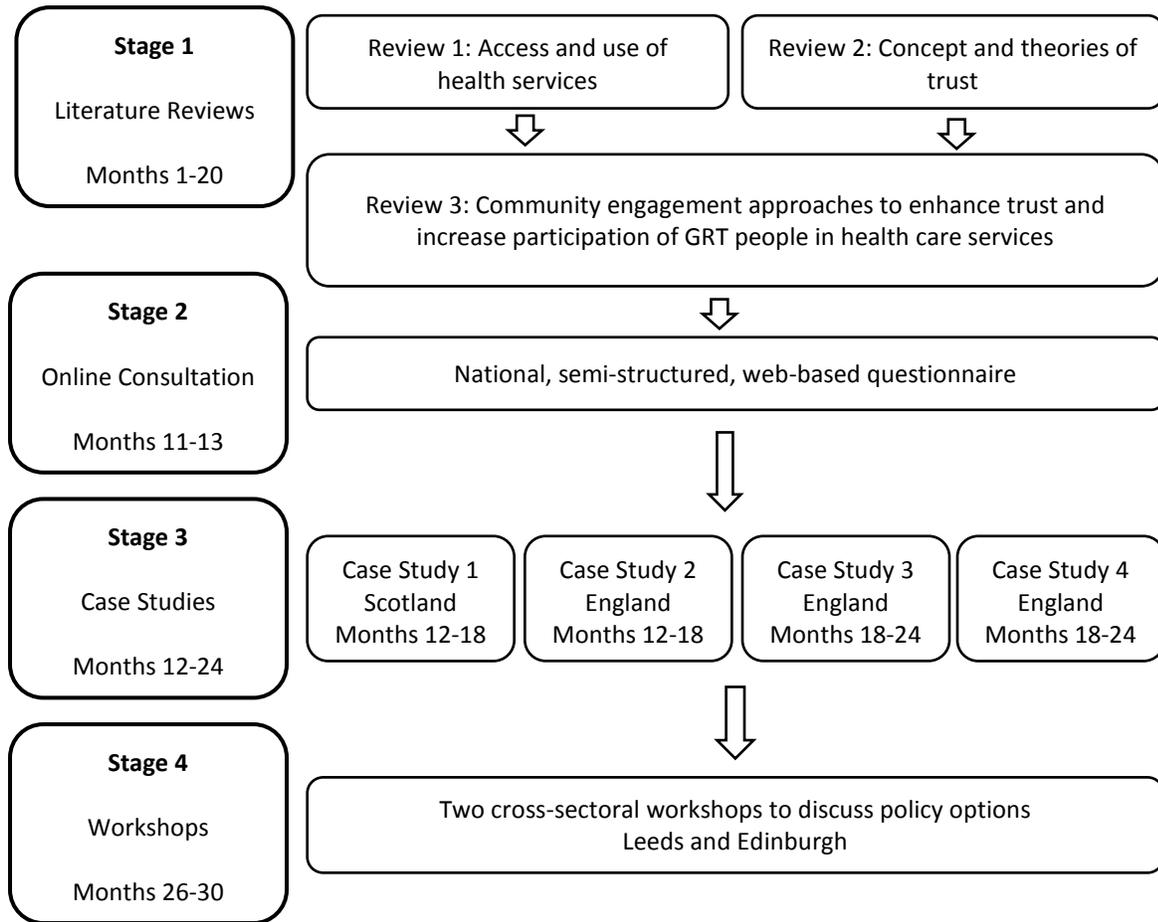 Stage 1
Literature Reviews
Months 1-20
Review 1: Access and use of
health services
Review 2: Concept and theories of
trust
Review 3: Community engagement approaches to enhance trust and
increase participation of GRT people in health care services
Stage 2
Online Consultation
Months 11-13
National, semi-structured, web-based questionnaire
Stage 3
Case Studies
Months 12-24
Case Study 1
Scotland
Months 12-18
Case Study 2
England
Months 12-18
Case Study 3
England
Months 18-24
Case Study 4
England
Months 18-24
Stage 4
Workshops
Months 26-30
Two cross-sectoral workshops to discuss policy options
Leeds and Edinburgh